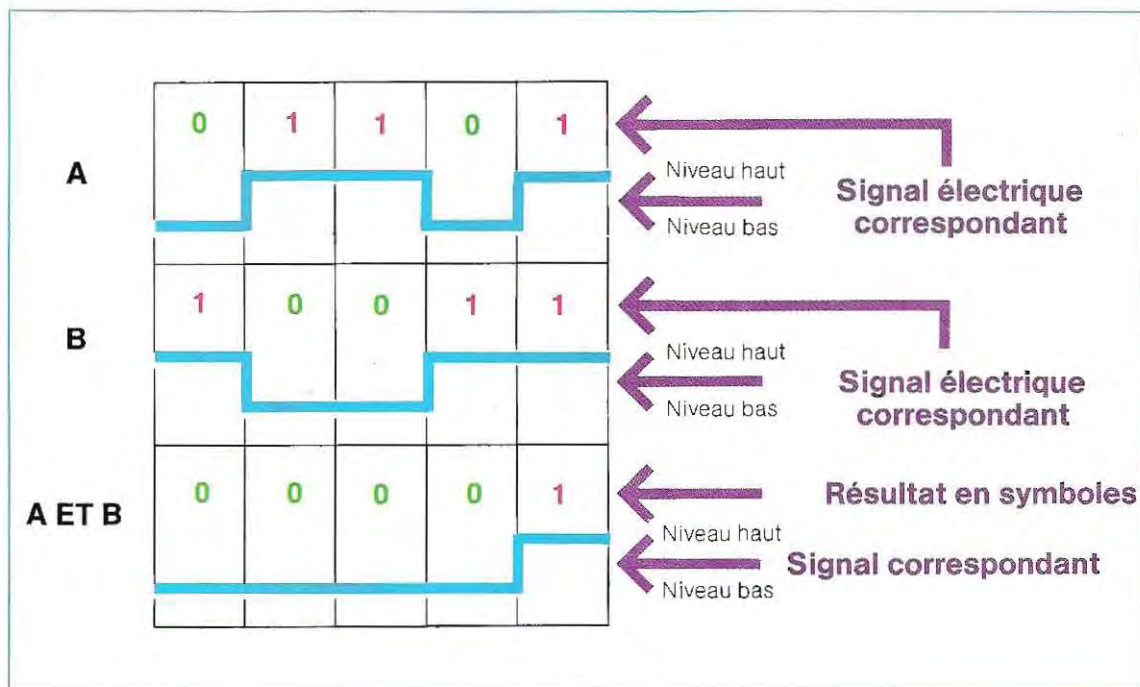 0 1 1 0 1
A
Niveau haut
Niveau bas
Signal électrique
correspondant
1 0 0 1 1
B
Niveau haut
Niveau bas
Signal électrique
correspondant
0 0 0 0 1
A ET B
Résultat en symboles
Niveau haut
Signal correspondant
Niveau bas